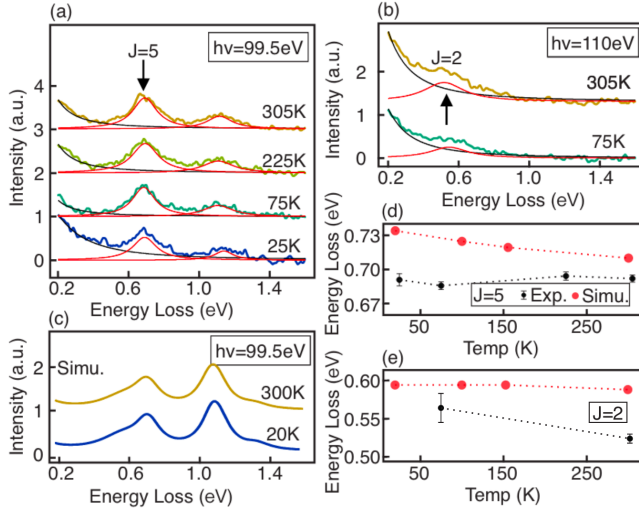 (a)
J=5
hν=99.5eV
Intensity (a.u.)
4
3
2
1
0
305K
225K
75K
25K
0.2 0.6 1.0 1.4
Energy Loss (eV)
(b)
J=2
hν=110eV
Intensity (a.u.)
2
1
0
305K
75K
0.2 0.6 1.0 1.4
Energy Loss (eV)
(c)
Simu.
hν=99.5eV
Intensity (a.u.)
2
1
0
300K
20K
0.2 0.6 1.0 1.4
Energy Loss (eV)
(d)
Energy Loss (eV)
0.73
0.70
0.67
J=5 Exp. Simu.
50 150 250
Temp (K)
(e)
Energy Loss (eV)
0.60
0.55
0.50
J=2
50 150 250
Temp (K)